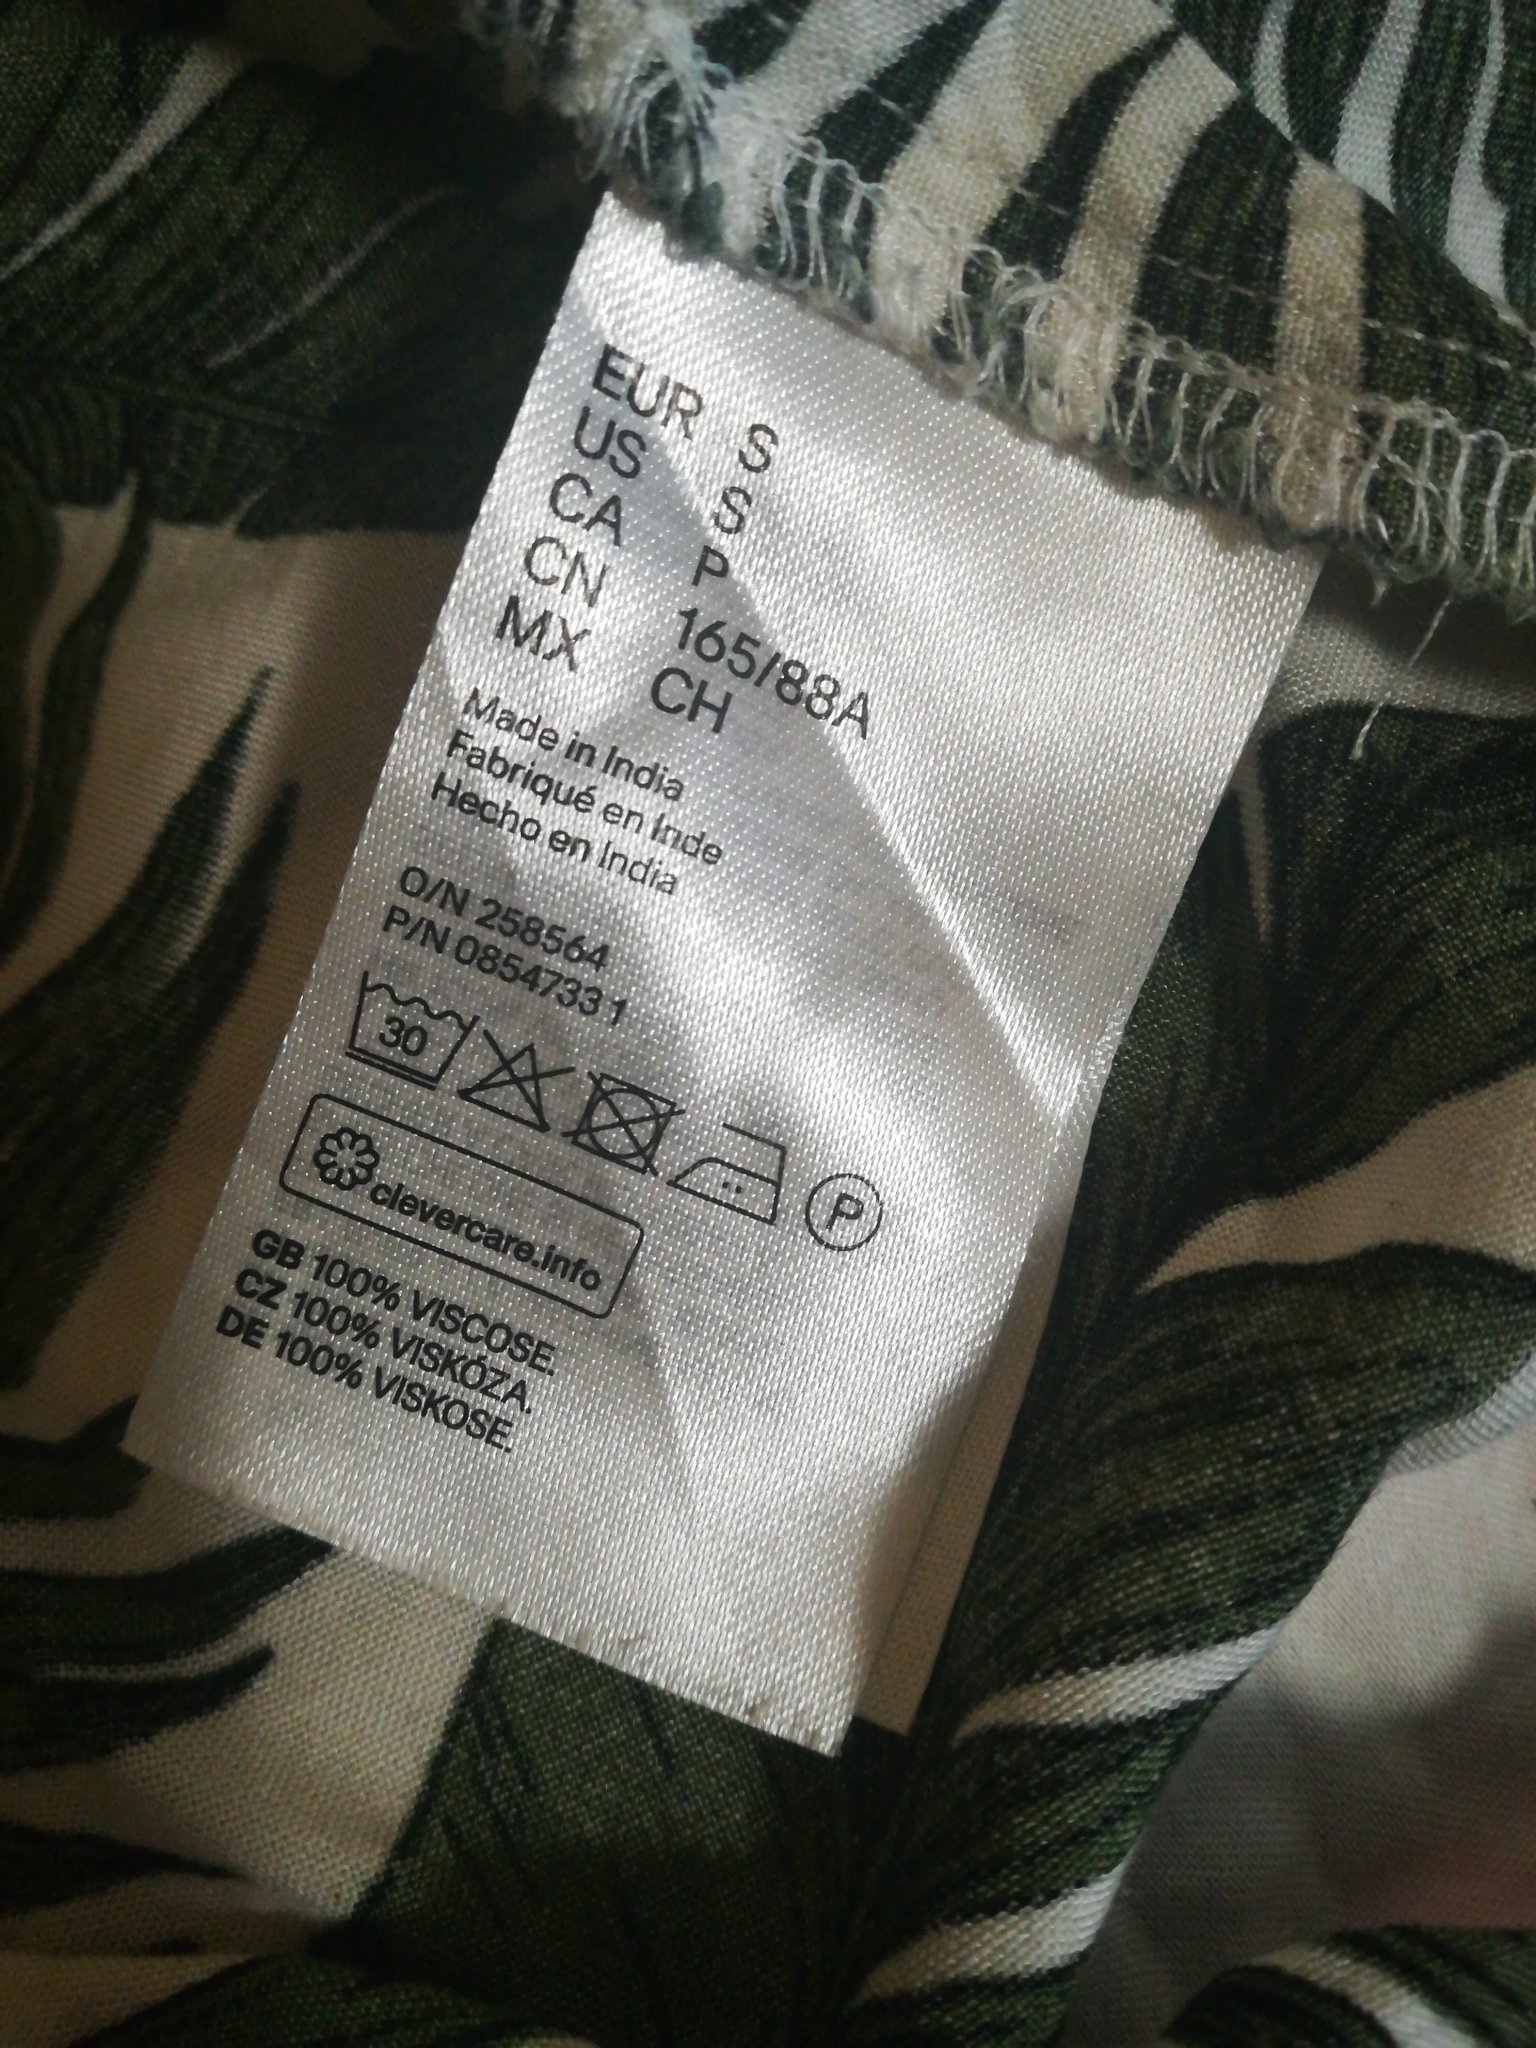 EUR S
US S
CA P
CN 165/88A
MX CH
Made in India
Fabriqué en Inde
Hecho en India
O/N 258564
P/N 0854733 1
30
P
clevercare.info
GB 100% VISCOSE.
CZ 100% VISKÓZA.
DE 100% VISKOSE.